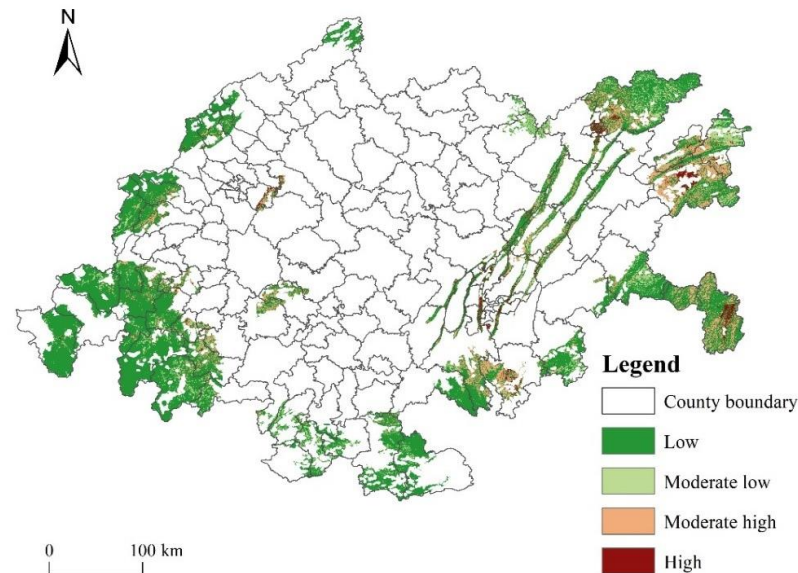 N
Legend
County boundary
Low
Moderate low
Moderate high
High
0 100 km